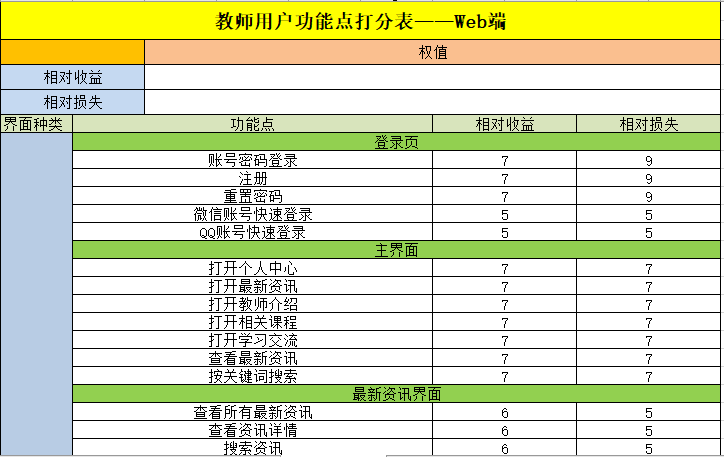 教师用户功能点打分表——Web端
权值
相对收益
相对损失
界面种类 功能点 相对收益 相对损失
登录页
账号密码登录 7 9
注册 7 9
重置密码 7 9
微信账号快速登录 5 5
QQ账号快速登录 5 5
主界面
打开个人中心 7 7
打开最新资讯 7 7
打开教师介绍 7 7
打开相关课程 7 7
打开学习交流 7 7
查看最新资讯 7 7
按关键词搜索 7 7
最新资讯界面
查看所有最新资讯 6 5
查看资讯详情 6 5
搜索资讯 6 5